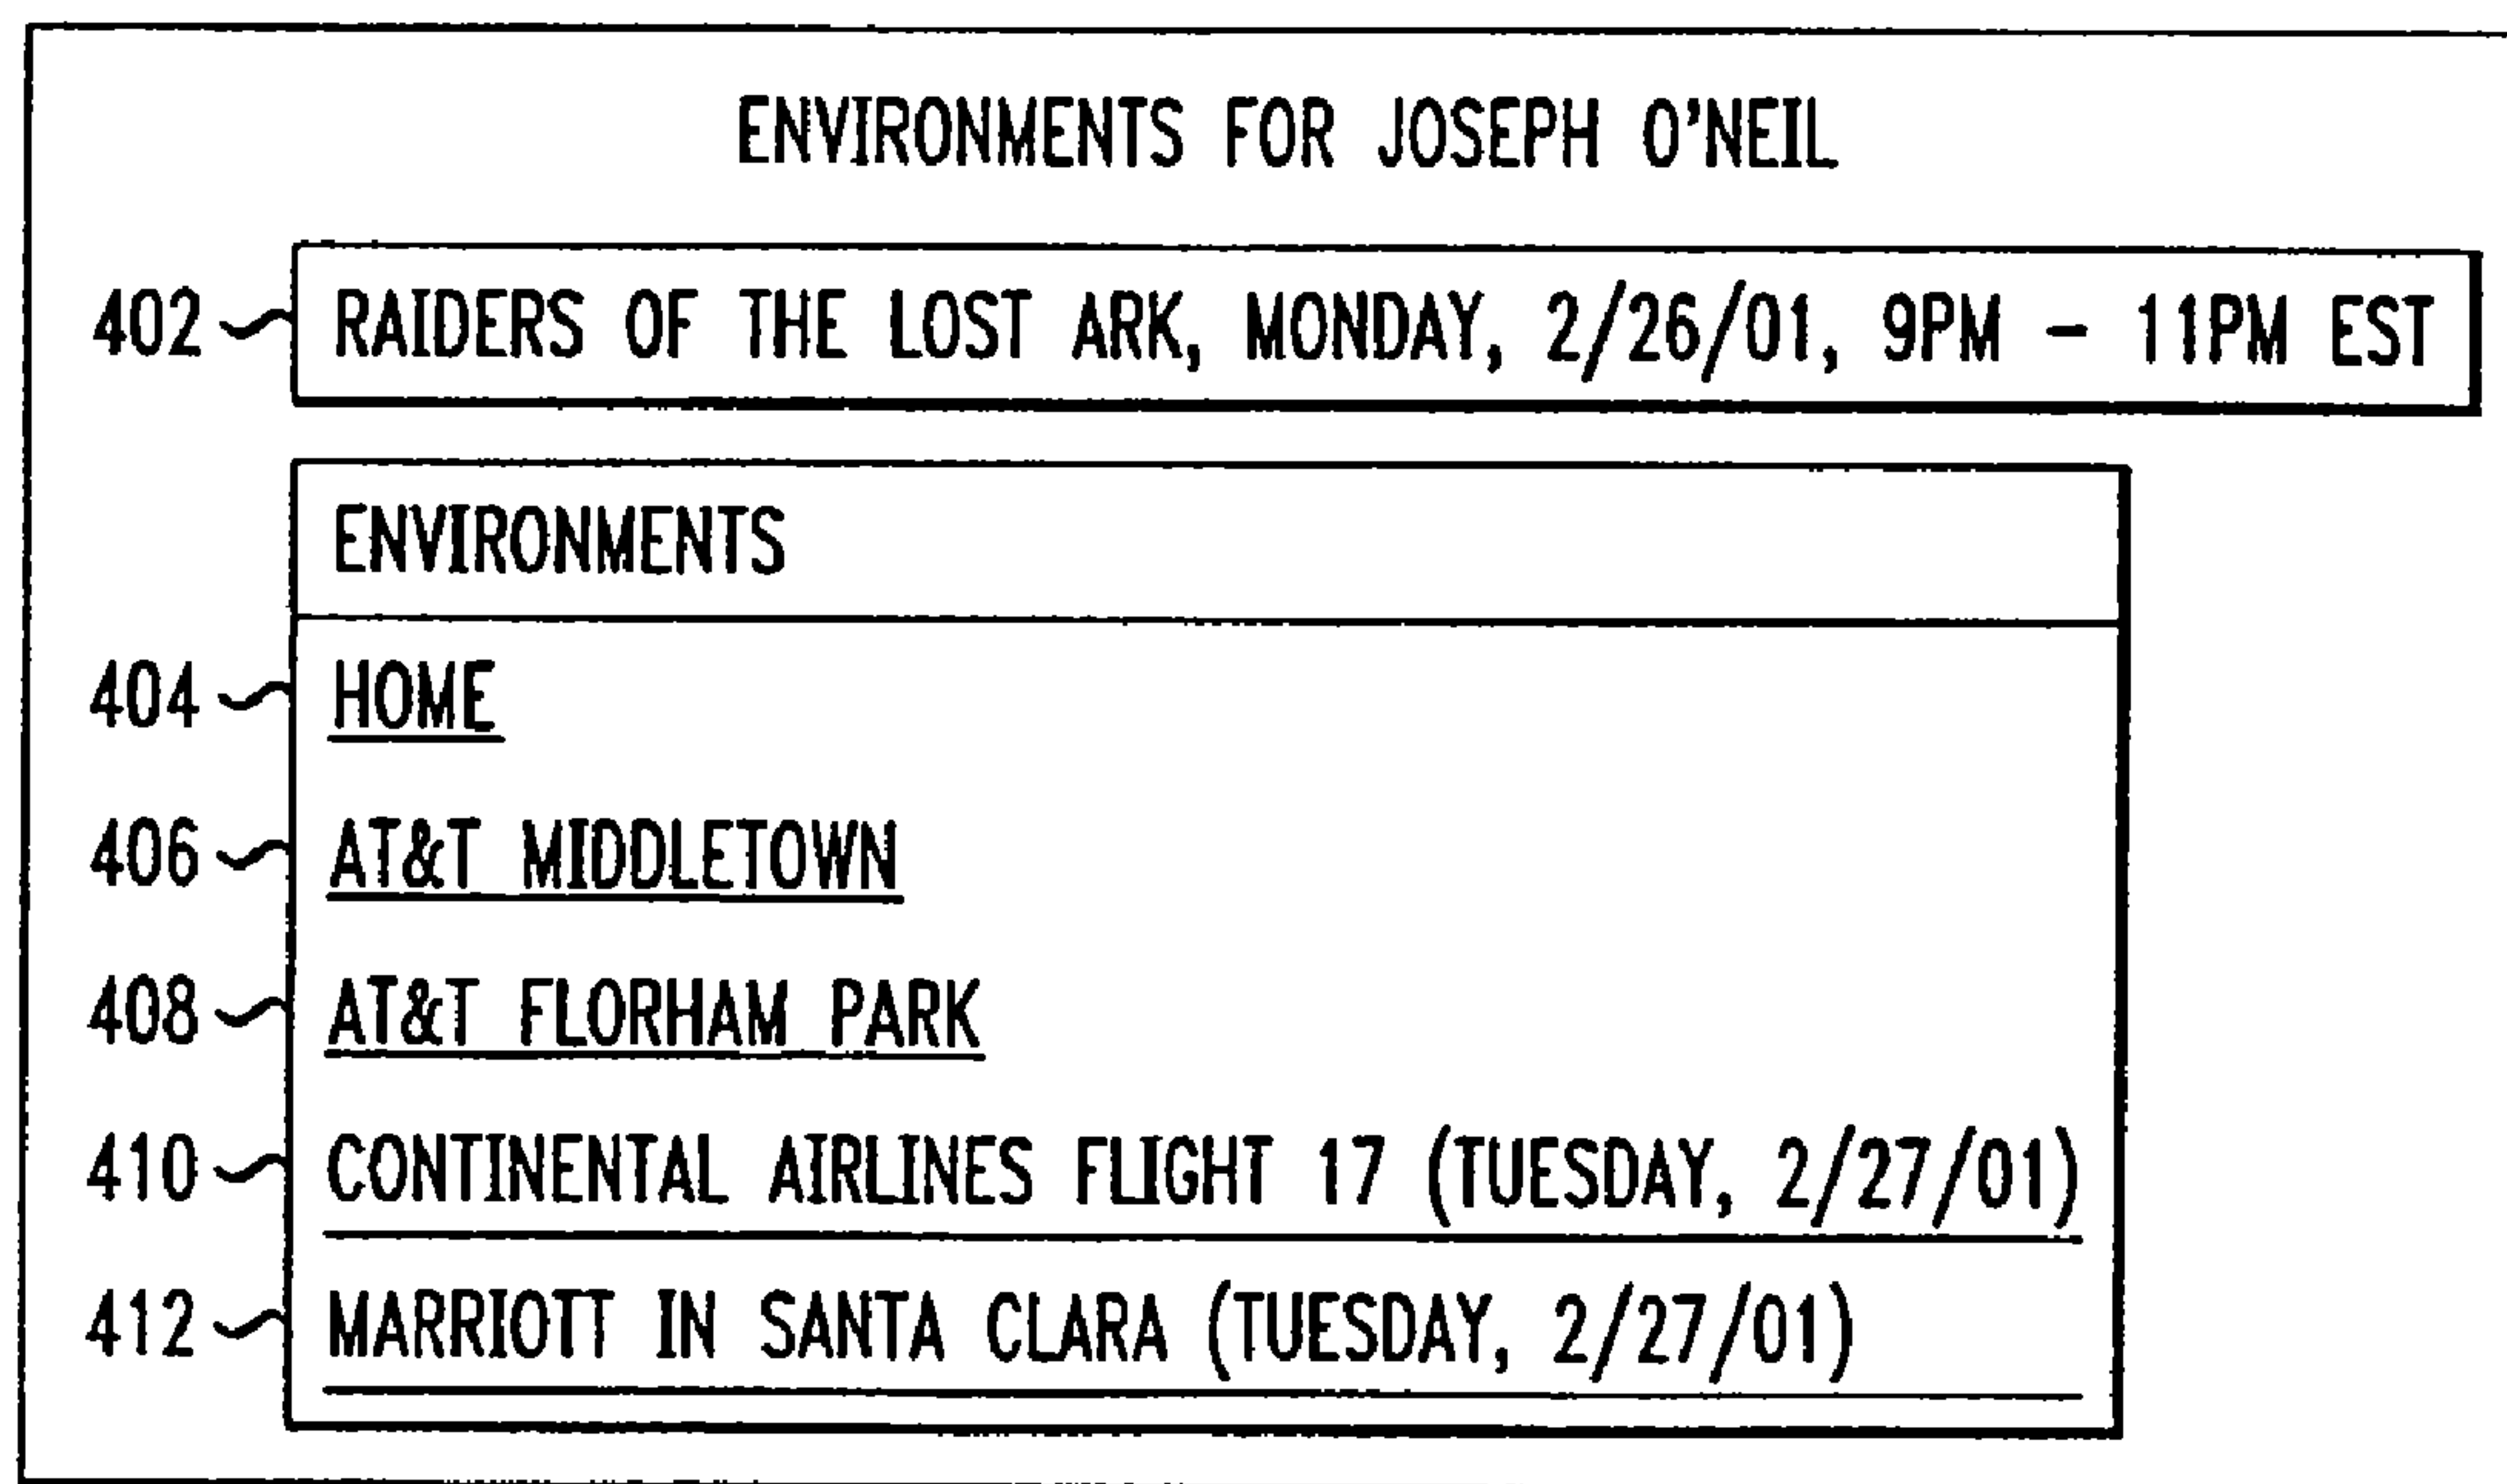 ENVIRONMENTS FOR JOSEPH O'NEIL
402 RAIDERS OF THE LOST ARK, MONDAY, 2/26/01, 9PM - 11PM EST
ENVIRONMENTS
404 HOME
406 AT&T MIDDLETOWN
408 AT&T FLORHAM PARK
410 CONTINENTAL AIRLINES FLIGHT 17 (TUESDAY, 2/27/01)
412 MARRIOTT IN SANTA CLARA (TUESDAY, 2/27/01)